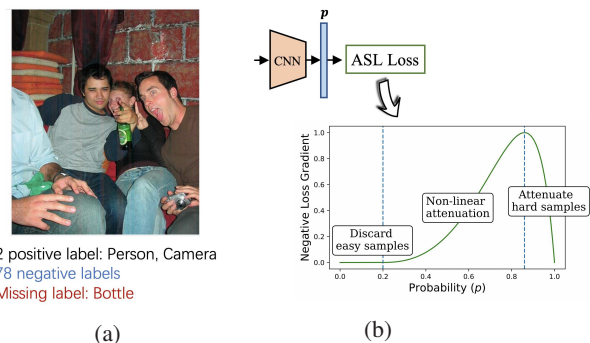 2 positive label: Person, Camera
78 negative labels
Missing label: Bottle
(a)
p
CNN
ASL Loss
Negative Loss Gradient
1.0
0.8
0.6
0.4
0.2
0.0
Discard
easy samples
Non-linear
attenuation
Attenuate
hard samples
0.0 0.2 0.4 0.6 0.8 1.0
Probability (p)
(b)